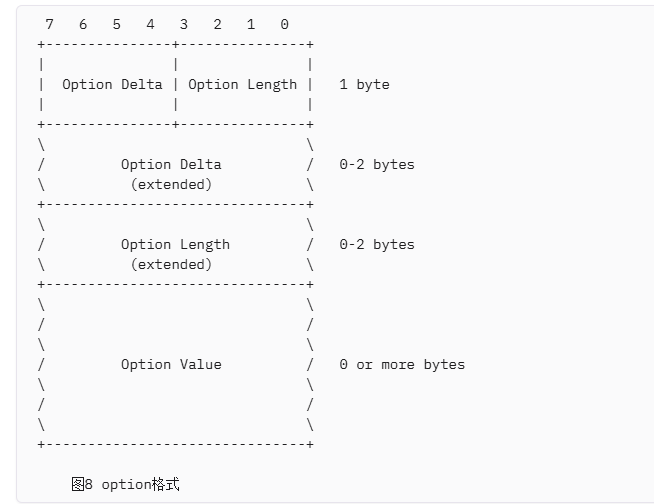 7 6 5 4 3 2 1 0
+---------------+---------------+
| | |
| Option Delta | Option Length | 1 byte
| | |
+---------------+---------------+
\ \
/ Option Delta / 0-2 bytes
\ (extended) \
+-------------------------------+
\ \
/ Option Length / 0-2 bytes
\ (extended) \
+-------------------------------+
\ \
/ /
\ \
/ Option Value / 0 or more bytes
\ \
/ /
\ \
+-------------------------------+
图8 option格式